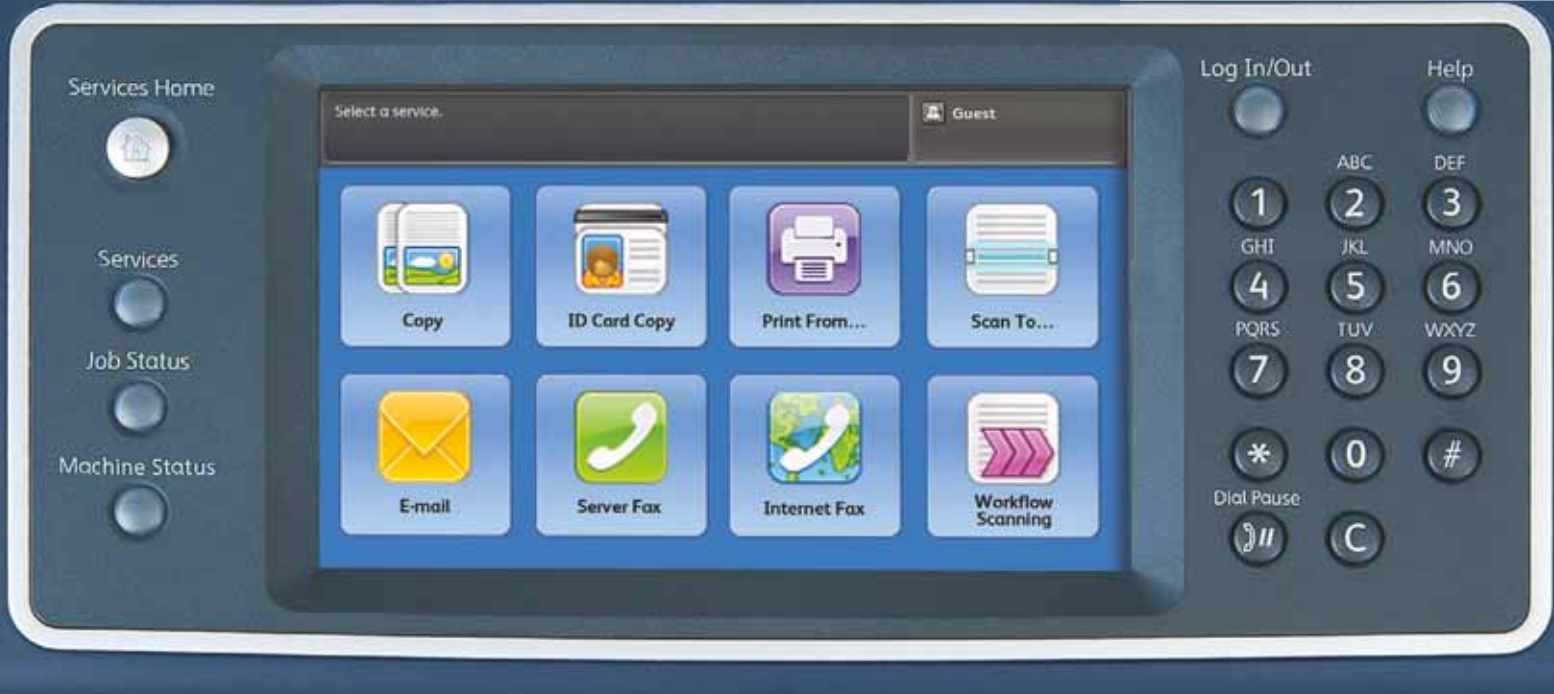 Services Home
Services
Job Status
Machine Status
Select a service.
Guest
Copy
ID Card Copy
Print From...
Scan To...
E-mail
Server Fax
Internet Fax
Workflow
Scanning
Log In/Out
Help
ABC
DEF
1
2
3
GHI
JKL
MNO
4
5
6
PQRS
TUV
WXYZ
7
8
9
*
0
#
Dial Pause
C